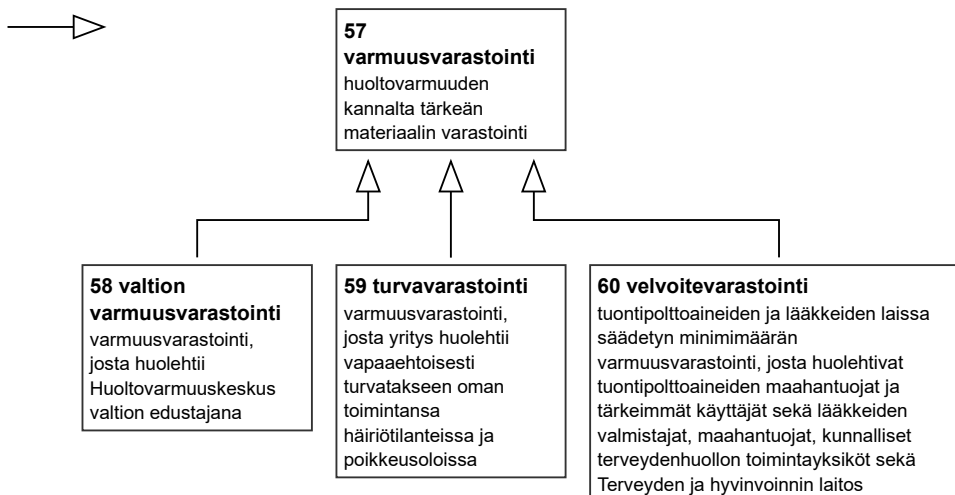 57
varmuusvarastointi
huoltovarmuuden
kannalta tärkeän
materiaalin varastointi
58 valtion
varmuusvarastointi
varmuusvarastointi,
josta huolehtii
Huoltovarmuuskeskus
valtion edustajana
59 turvavarastointi
varmuusvarastointi,
josta yritys huolehtii
vapaaehtoisesti
turvatakseen oman
toimintansa
häiriötilanteissa ja
poikkeusoloissa
60 velvoitevarastointi
tuontipolttoaineiden ja lääkkeiden laissa
säädetyn minimimäärän
varmuusvarastointi, josta huolehtivat
tuontipolttoaineiden maahantuojat ja
tärkeimmät käyttäjät sekä lääkkeiden
valmistajat, maahantuojat, kunnalliset
terveydenhuollon toimintayksiköt sekä
Terveyden ja hyvinvoinnin laitos